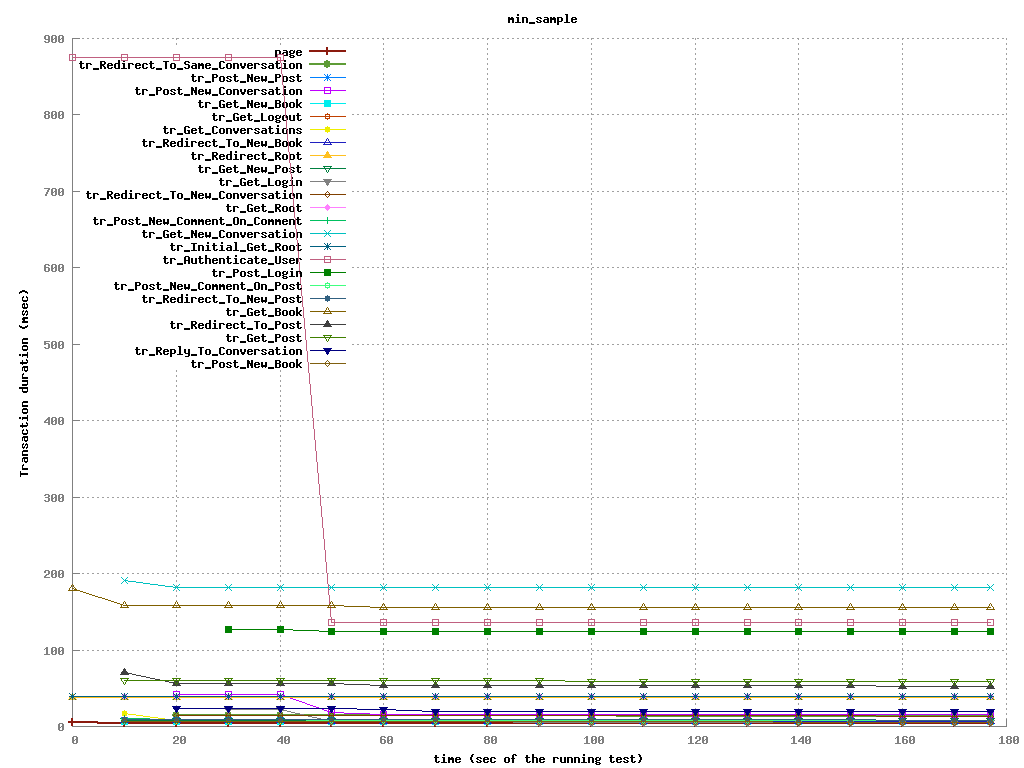 min_sample
900
800
700
600
500
400
300
200
100
0
Transaction duration (msec)
page
tr_Redirect_To_Same_Conversation
tr_Post_New_Post
tr_Post_New_Conversation
tr_Get_New_Book
tr_Get_Logout
tr_Get_Conversations
tr_Redirect_To_New_Book
tr_Redirect_Root
tr_Get_New_Post
tr_Get_Login
tr_Redirect_To_New_Conversation
tr_Get_Root
tr_Post_New_Comment_On_Comment
tr_Get_New_Conversation
tr_Initial_Get_Root
tr_Authenticate_User
tr_Post_Login
tr_Post_New_Comment_On_Post
tr_Redirect_To_New_Post
tr_Get_Book
tr_Redirect_To_Post
tr_Get_Post
tr_Reply_To_Conversation
tr_Post_New_Book
0 20 40 60 80 100 120 140 160 180
time (sec of the running test)